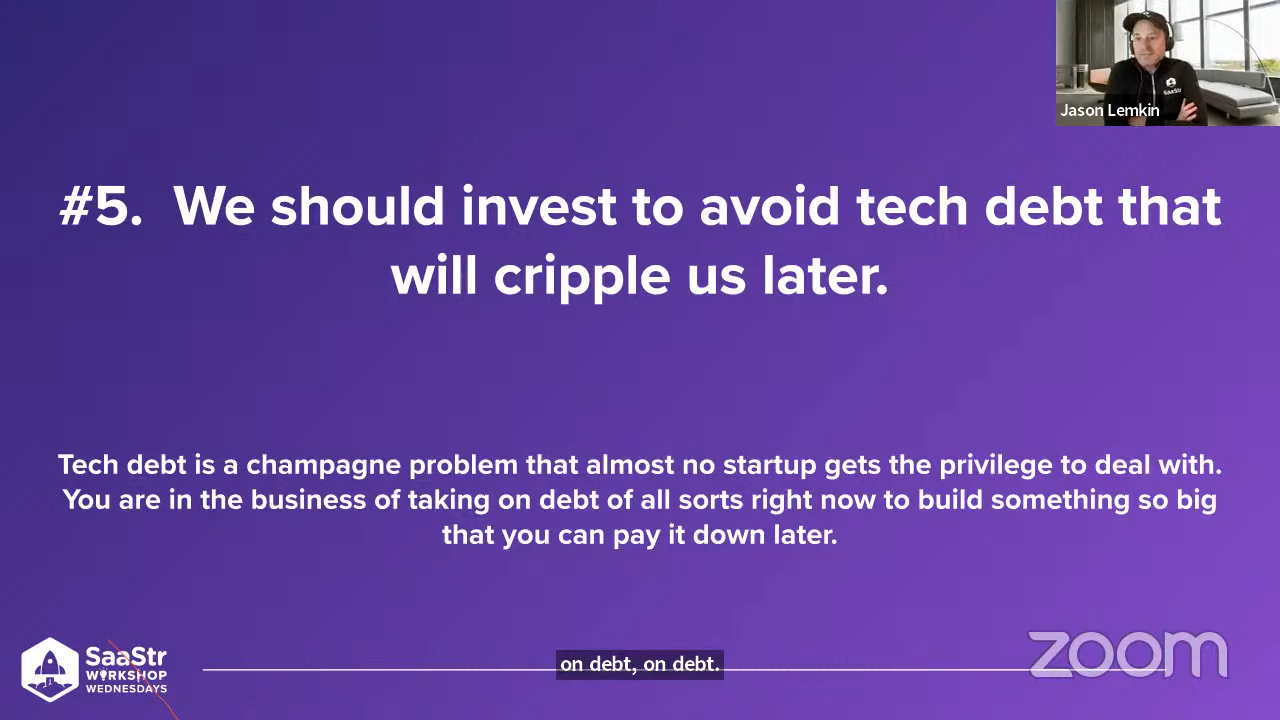 Jason Lemkin
SaaStr
#5. We should invest to avoid tech debt that
will cripple us later.
Tech debt is a champagne problem that almost no startup gets the privilege to deal with.
You are in the business of taking on debt of all sorts right now to build something so big
that you can pay it down later.
SaaStr
WORKSHOP
WEDNESDAYS
on debt, on debt.
zoom